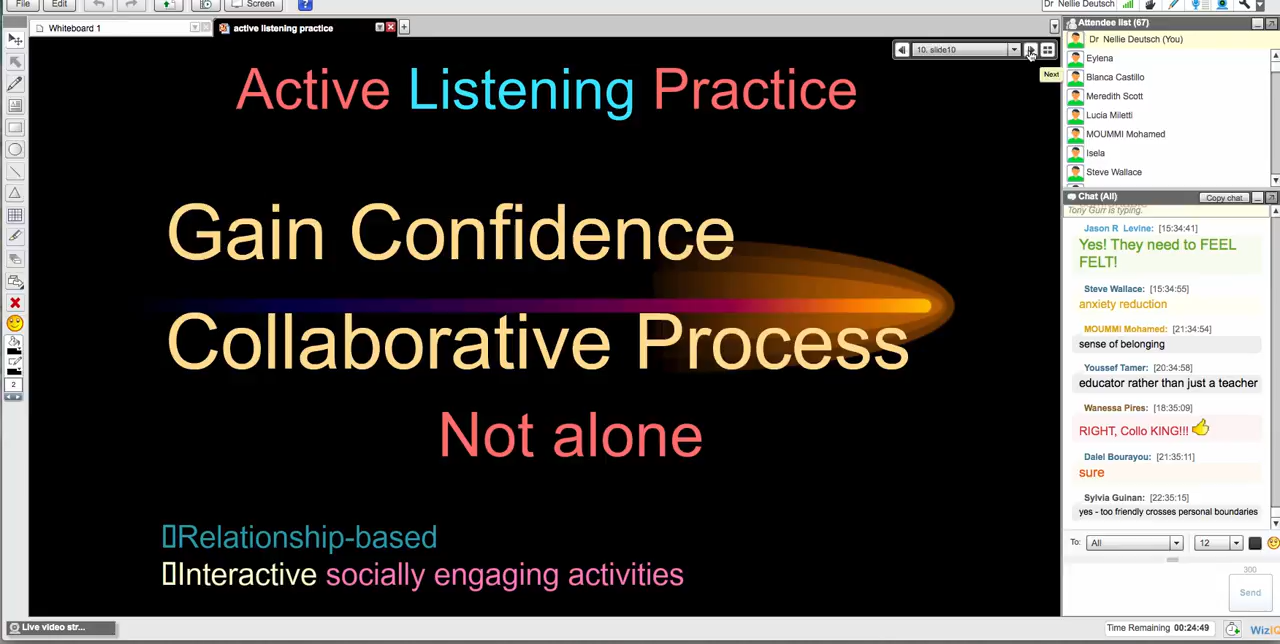 File
Edit
Screen
Dr Nellie Deutsch
Whiteboard 1
active listening practice
10. slide10
Next
Active Listening Practice
Gain Confidence
Collaborative Process
Not alone
Relationship-based
Interactive socially engaging activities
2
Attendee list (67)
Dr Nellie Deutsch (You)
Eylena
Blanca Castillo
Meredith Scott
Lucia Miletti
MOUMMI Mohamed
Isela
Steve Wallace
Chat (All)
Copy chat
Tony Gurr is typing.
Jason R Levine: [15:34:41]
Yes! They need to FEEL
FELT!
Steve Wallace: [15:34:55]
anxiety reduction
MOUMMI Mohamed: [21:34:54]
sense of belonging
Youssef Tamer: [20:34:58]
educator rather than just a teacher
Wanessa Pires: [18:35:09]
RIGHT, Collo KING!!!
Dalel Bourayou: [21:35:11]
sure
Sylvia Guinan: [22:35:15]
yes - too friendly crosses personal boundaries
To: All 12
300
Send
Live video str...
Time Remaining 00:24:49